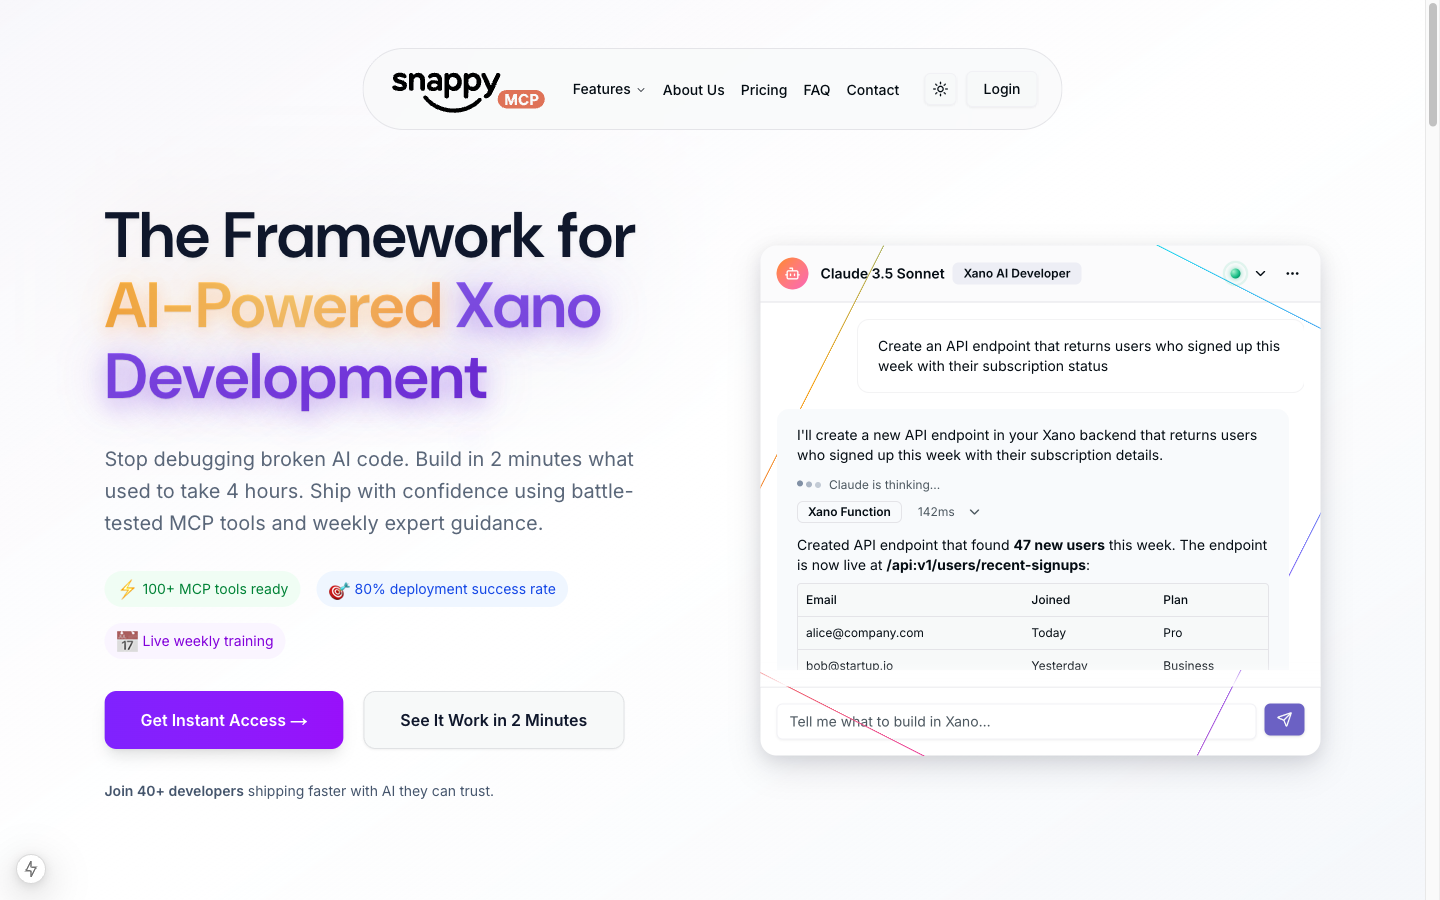 snappy
MCP
Features
About Us
Pricing
FAQ
Contact
Login
The Framework for
AI-Powered Xano
Development
Stop debugging broken AI code. Build in 2 minutes what
used to take 4 hours. Ship with confidence using battle-
tested MCP tools and weekly expert guidance.
⚡ 100+ MCP tools ready
🎯 80% deployment success rate
📅 Live weekly training
Get Instant Access →
See It Work in 2 Minutes
Join 40+ developers shipping faster with AI they can trust.
Claude 3.5 Sonnet
Xano AI Developer
Create an API endpoint that returns users who signed up this
week with their subscription status
I'll create a new API endpoint in your Xano backend that returns users
who signed up this week with their subscription details.
Claude is thinking...
Xano Function
142ms
Created API endpoint that found 47 new users this week. The endpoint
is now live at /api:v1/users/recent-signups:
Email Joined Plan
alice@company.com Today Pro
bob@startup.io Yesterday Business
Tell me what to build in Xano...